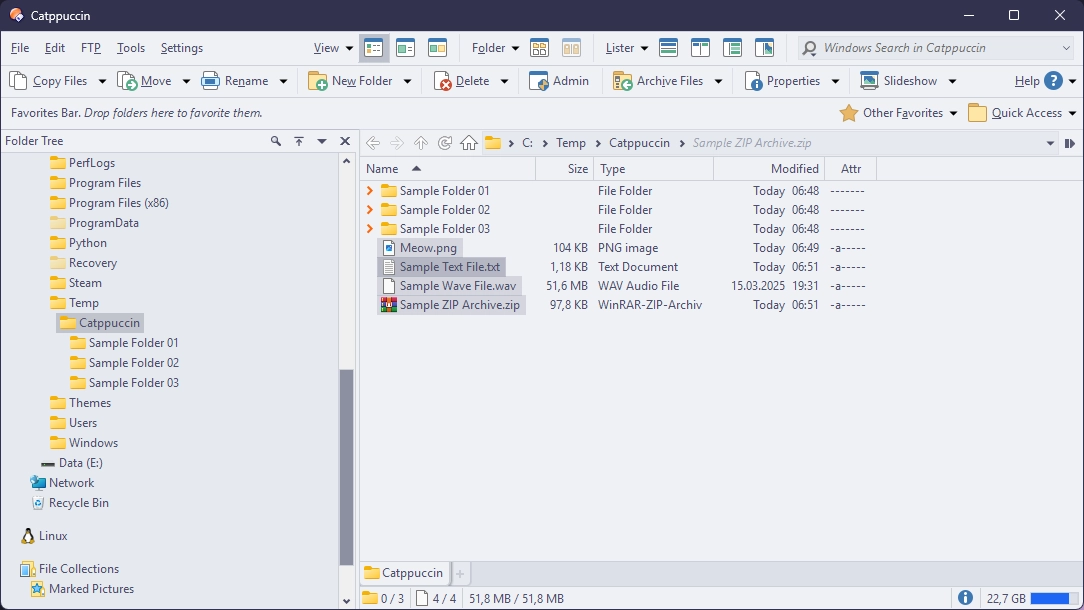 Catppuccin
File Edit FTP Tools Settings View Folder Lister Windows Search in Catppuccin
Copy Files Move Rename New Folder Delete Admin Archive Files Properties Slideshow Help
Favorites Bar. Drop folders here to favorite them. Other Favorites Quick Access
Folder Tree
PerfLogs
Program Files
Program Files (x86)
ProgramData
Python
Recovery
Steam
Temp
Catppuccin
Sample Folder 01
Sample Folder 02
Sample Folder 03
Themes
Users
Windows
Data (E:)
Network
Recycle Bin
Linux
File Collections
Marked Pictures
C: Temp Catppuccin Sample ZIP Archive.zip
Name Size Type Modified Attr
Sample Folder 01 File Folder Today 06:48 -------
Sample Folder 02 File Folder Today 06:48 -------
Sample Folder 03 File Folder Today 06:48 -------
Meow.png 104 KB PNG image Today 06:49 -a-----
Sample Text File.txt 1,18 KB Text Document Today 06:51 -a-----
Sample Wave File.wav 51,6 MB WAV Audio File 15.03.2025 19:31 -a-----
Sample ZIP Archive.zip 97,8 KB WinRAR-ZIP-Archiv Today 06:51 -a-----
Catppuccin +
0 / 3 4 / 4 51,8 MB / 51,8 MB 22,7 GB